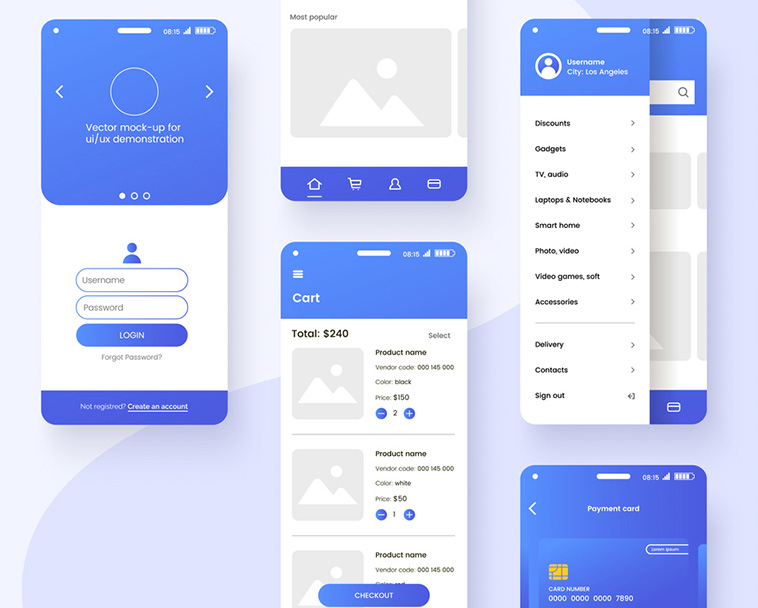 08:15
Vector mock-up for
ui/ux demonstration
Username
Password
LOGIN
Forgot Password?
Not registred? Create an account
Most popular
08:15
Cart
Total: $240
Select
Product name
Vendor code: 000 145 000
Color: black
Price: $150
2
Product name
Vendor code: 000 145 000
Color: white
Price: $50
1
Product name
Vendor code: 000 145 000
CHECKOUT
08:15
Username
City: Los Angeles
Discounts
Gadgets
TV, audio
Laptops & Notebooks
Smart home
Photo, video
Video games, soft
Accessories
Delivery
Contacts
Sign out
08:15
Payment card
Lorem ipsum
CARD NUMBER
0000 0000 0000 7890